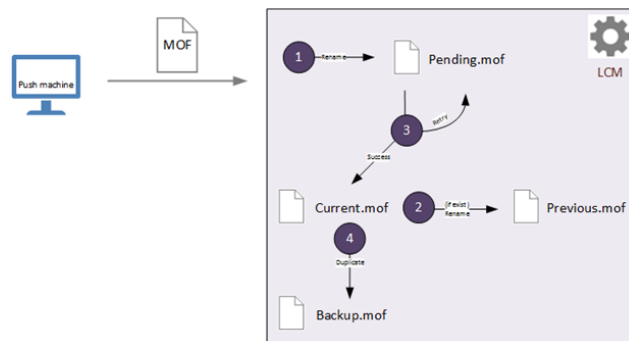 MOF
Push machine
LCM
1
Rename
Pending.mof
3
Retry
Success
Current.mof
2
(if exist)
Rename
Previous.mof
4
Duplicate
Backup.mof